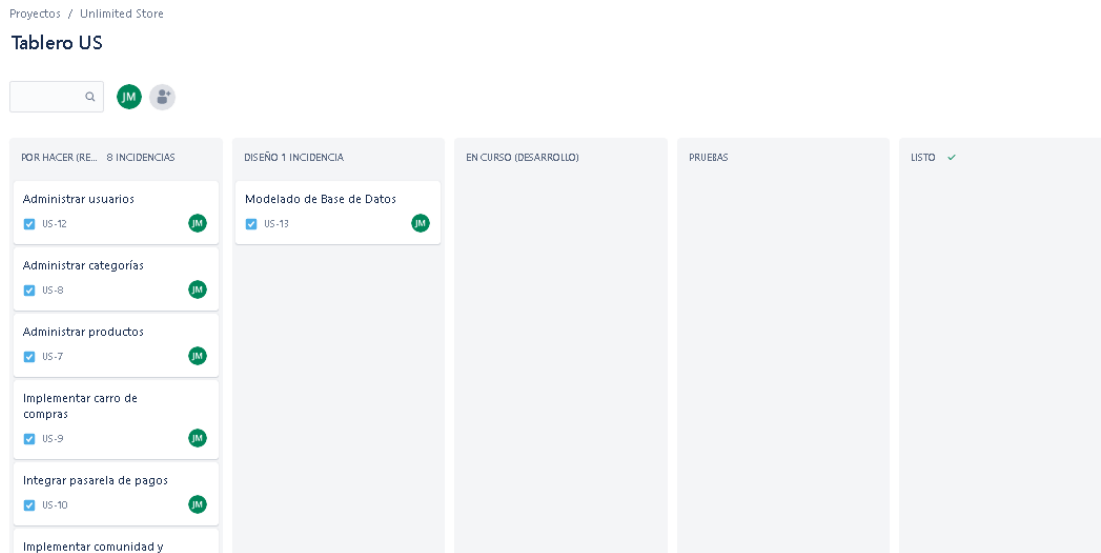 Proyectos / Unlimited Store
Tablero US
JM
POR HACER (RE... 8 INCIDENCIAS
Administrar usuarios
US-12 JM
Administrar categorías
US-8 JM
Administrar productos
US-7 JM
Implementar carro de
compras
US-9 JM
Integrar pasarela de pagos
US-10 JM
Implementar comunidad y
DISEÑO 1 INCIDENCIA
Modelado de Base de Datos
US-13 JM
EN CURSO (DESARROLLO)
PRUEBAS
LISTO